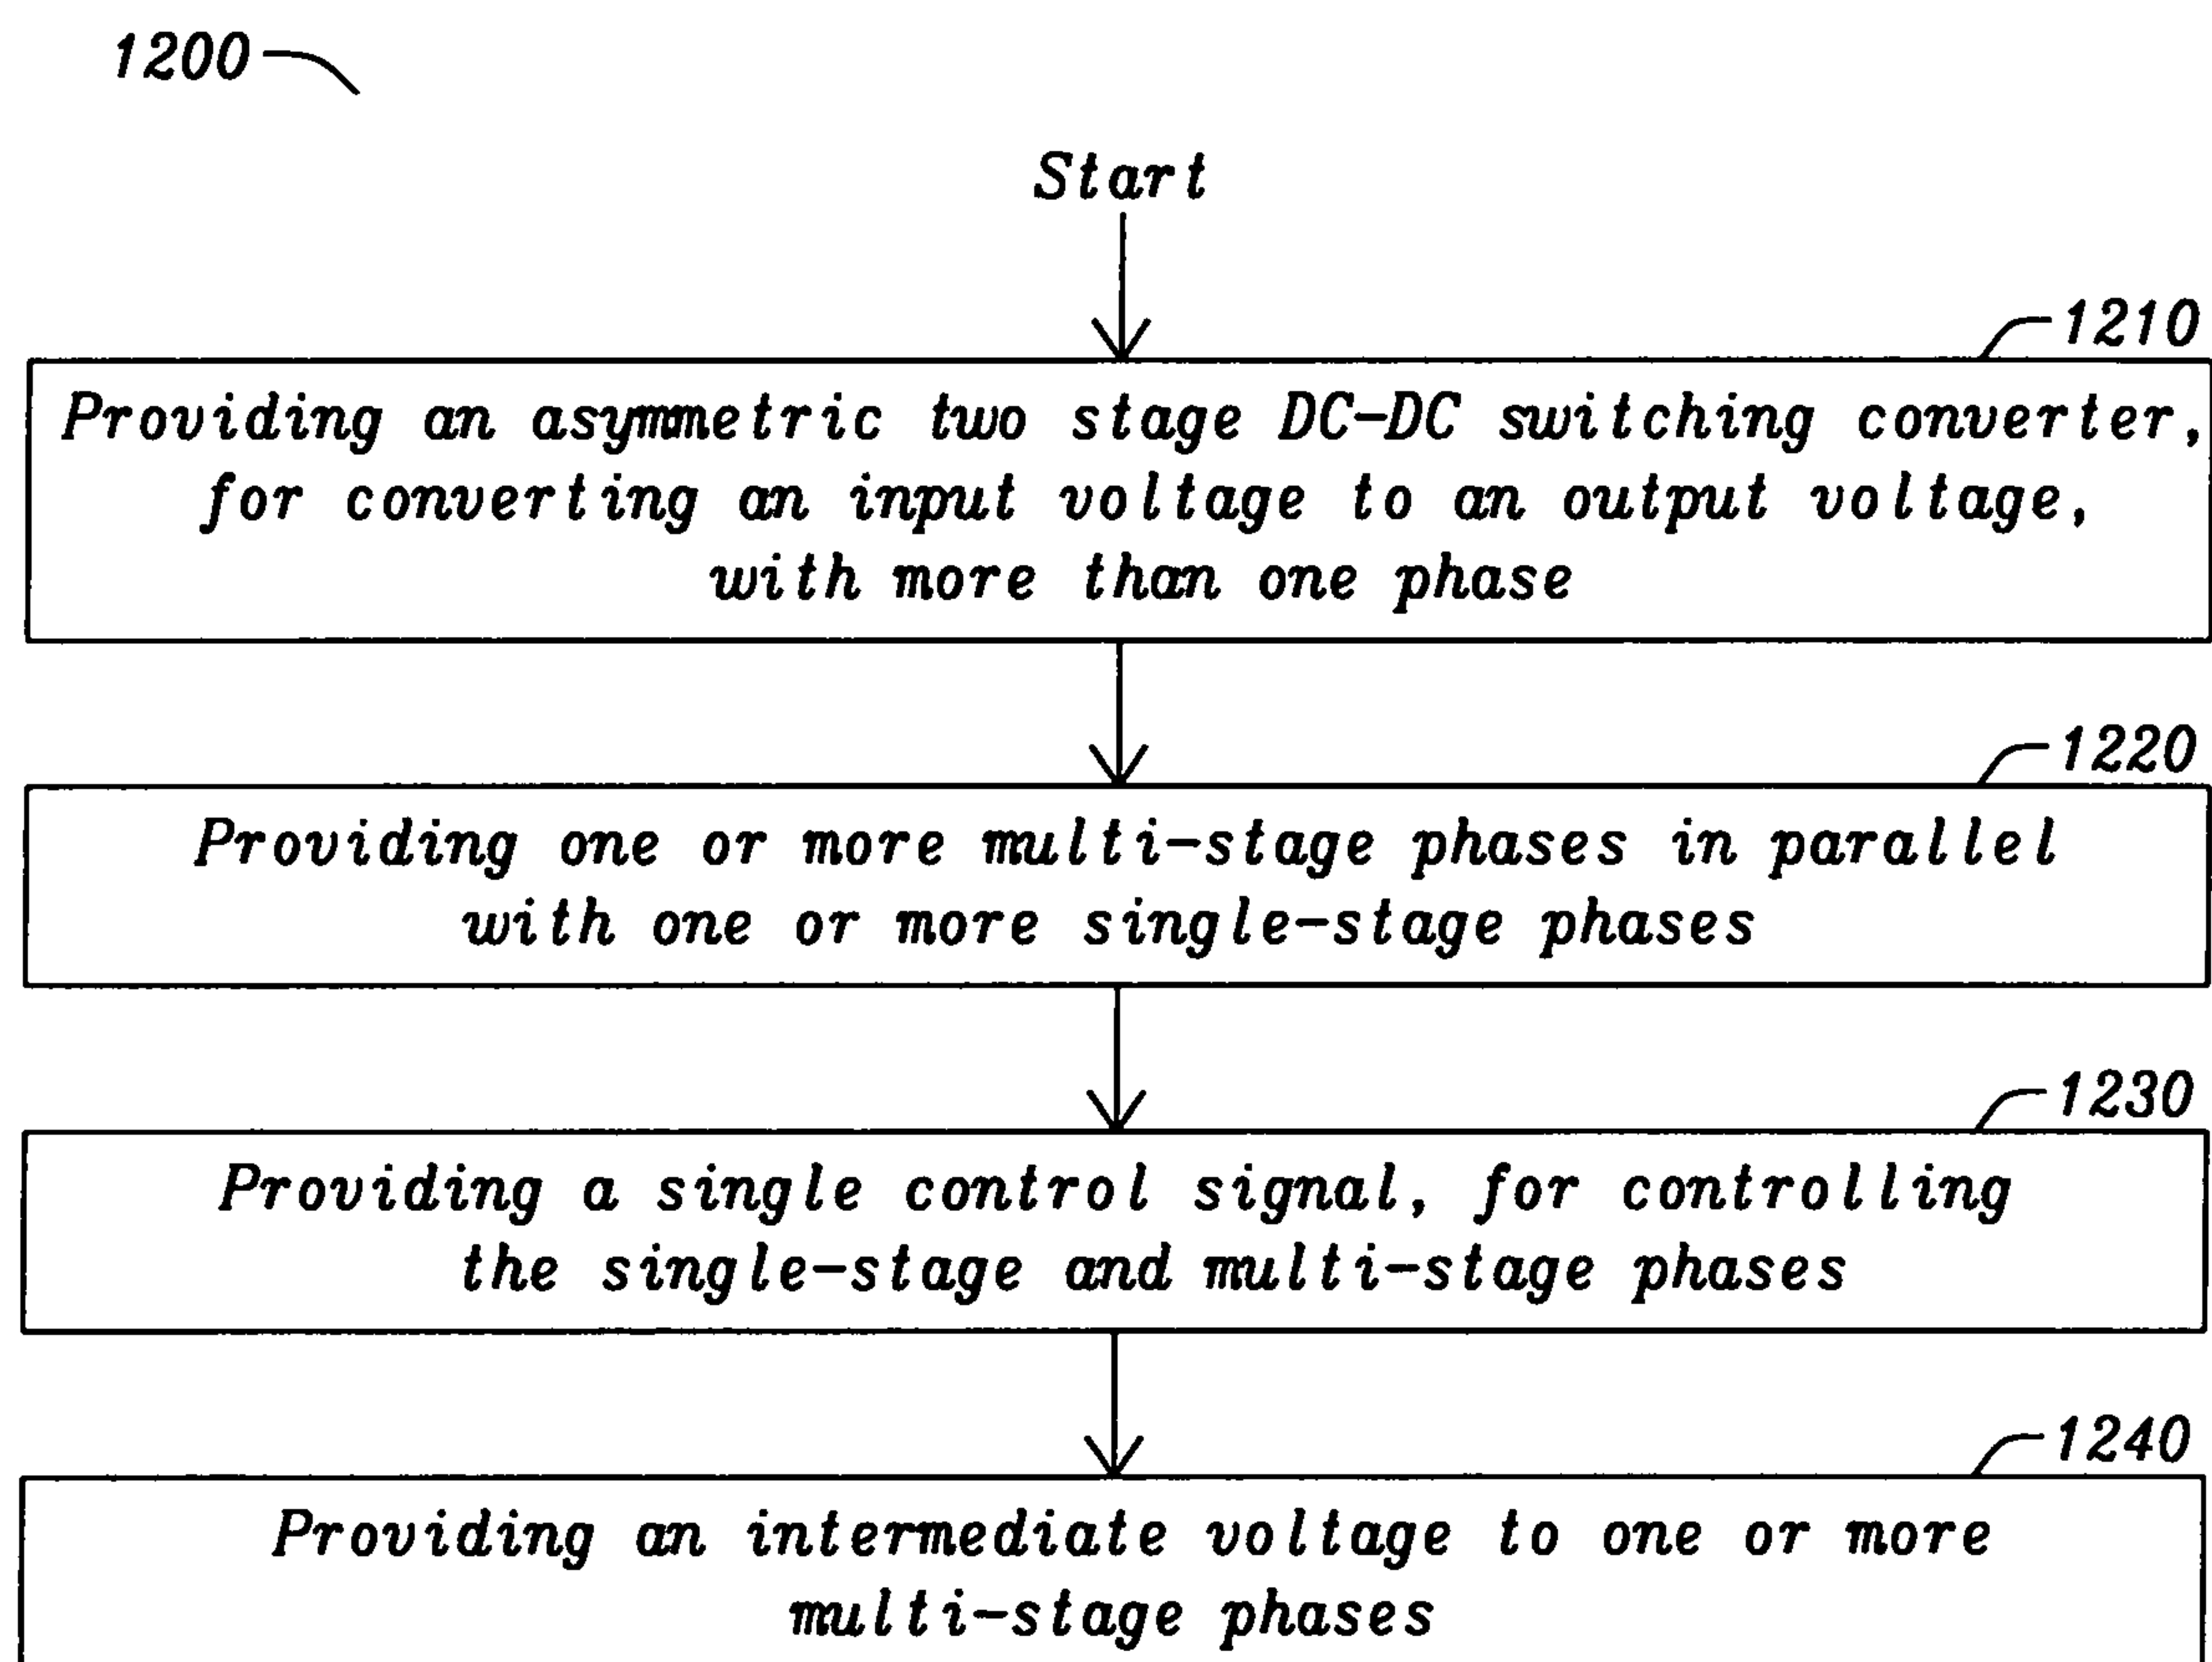 1200
Start
1210
Providing an asymmetric two stage DC-DC switching converter,
for converting an input voltage to an output voltage,
with more than one phase
1220
Providing one or more multi-stage phases in parallel
with one or more single-stage phases
1230
Providing a single control signal, for controlling
the single-stage and multi-stage phases
1240
Providing an intermediate voltage to one or more
multi-stage phases